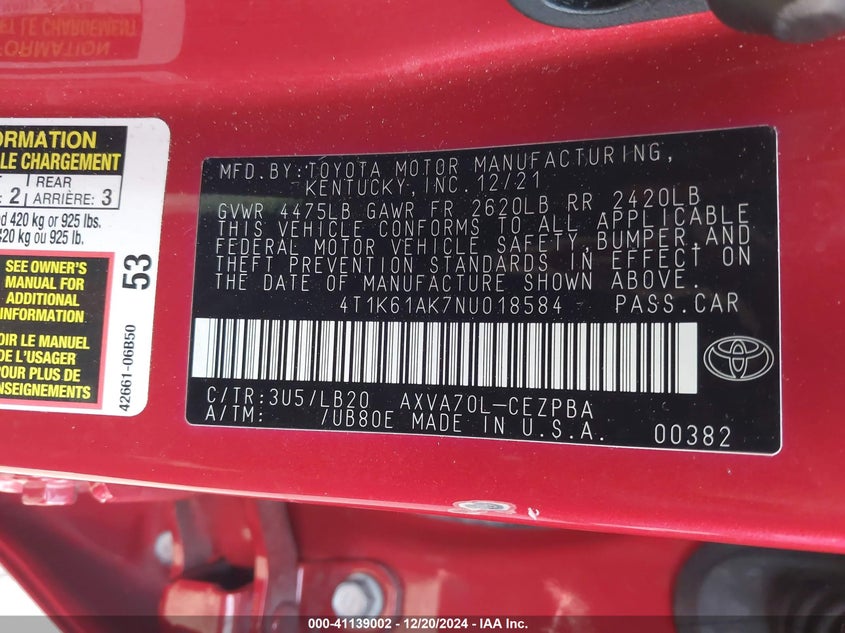 ORMATION
LE CHARGEMENT
T REAR
: 2 ARRIÈRE: 3
d 420 kg or 925 lbs.
420 kg ou 925 lb.
SEE OWNER'S
MANUAL FOR
ADDITIONAL
INFORMATION
OIR LE MANUEL
DE L'USAGER
POUR PLUS DE
NSEIGNEMENTS
53
42661-06B50
MFD.BY:TOYOTA MOTOR MANUFACTURING,
KENTUCKY,INC.12/21
GVWR 4475LB GAWR FR 2620LB RR 2420LB
THIS VEHICLE CONFORMS TO ALL APPLICABLE
FEDERAL MOTOR VEHICLE SAFETY,BUMPER,AND
THEFT PREVENTION STANDARDS IN EFFECT ON
THE DATE OF MANUFACTURE SHOWN ABOVE.
4T1K61AK7NU018584 PASS.CAR
C/TR:3U5/LB20 AXVA70L-CEZPBA
A/TM: /UB80E MADE IN U.S.A. 00382
TOYOTA
000-41139002 - 12/20/2024 - IAA Inc.